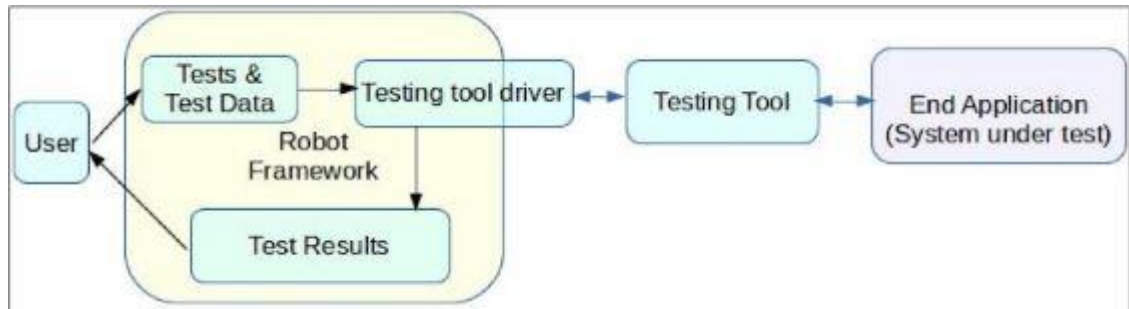 User
Tests &
Test Data
Testing tool driver
Robot
Framework
Test Results
Testing Tool
End Application
(System under test)